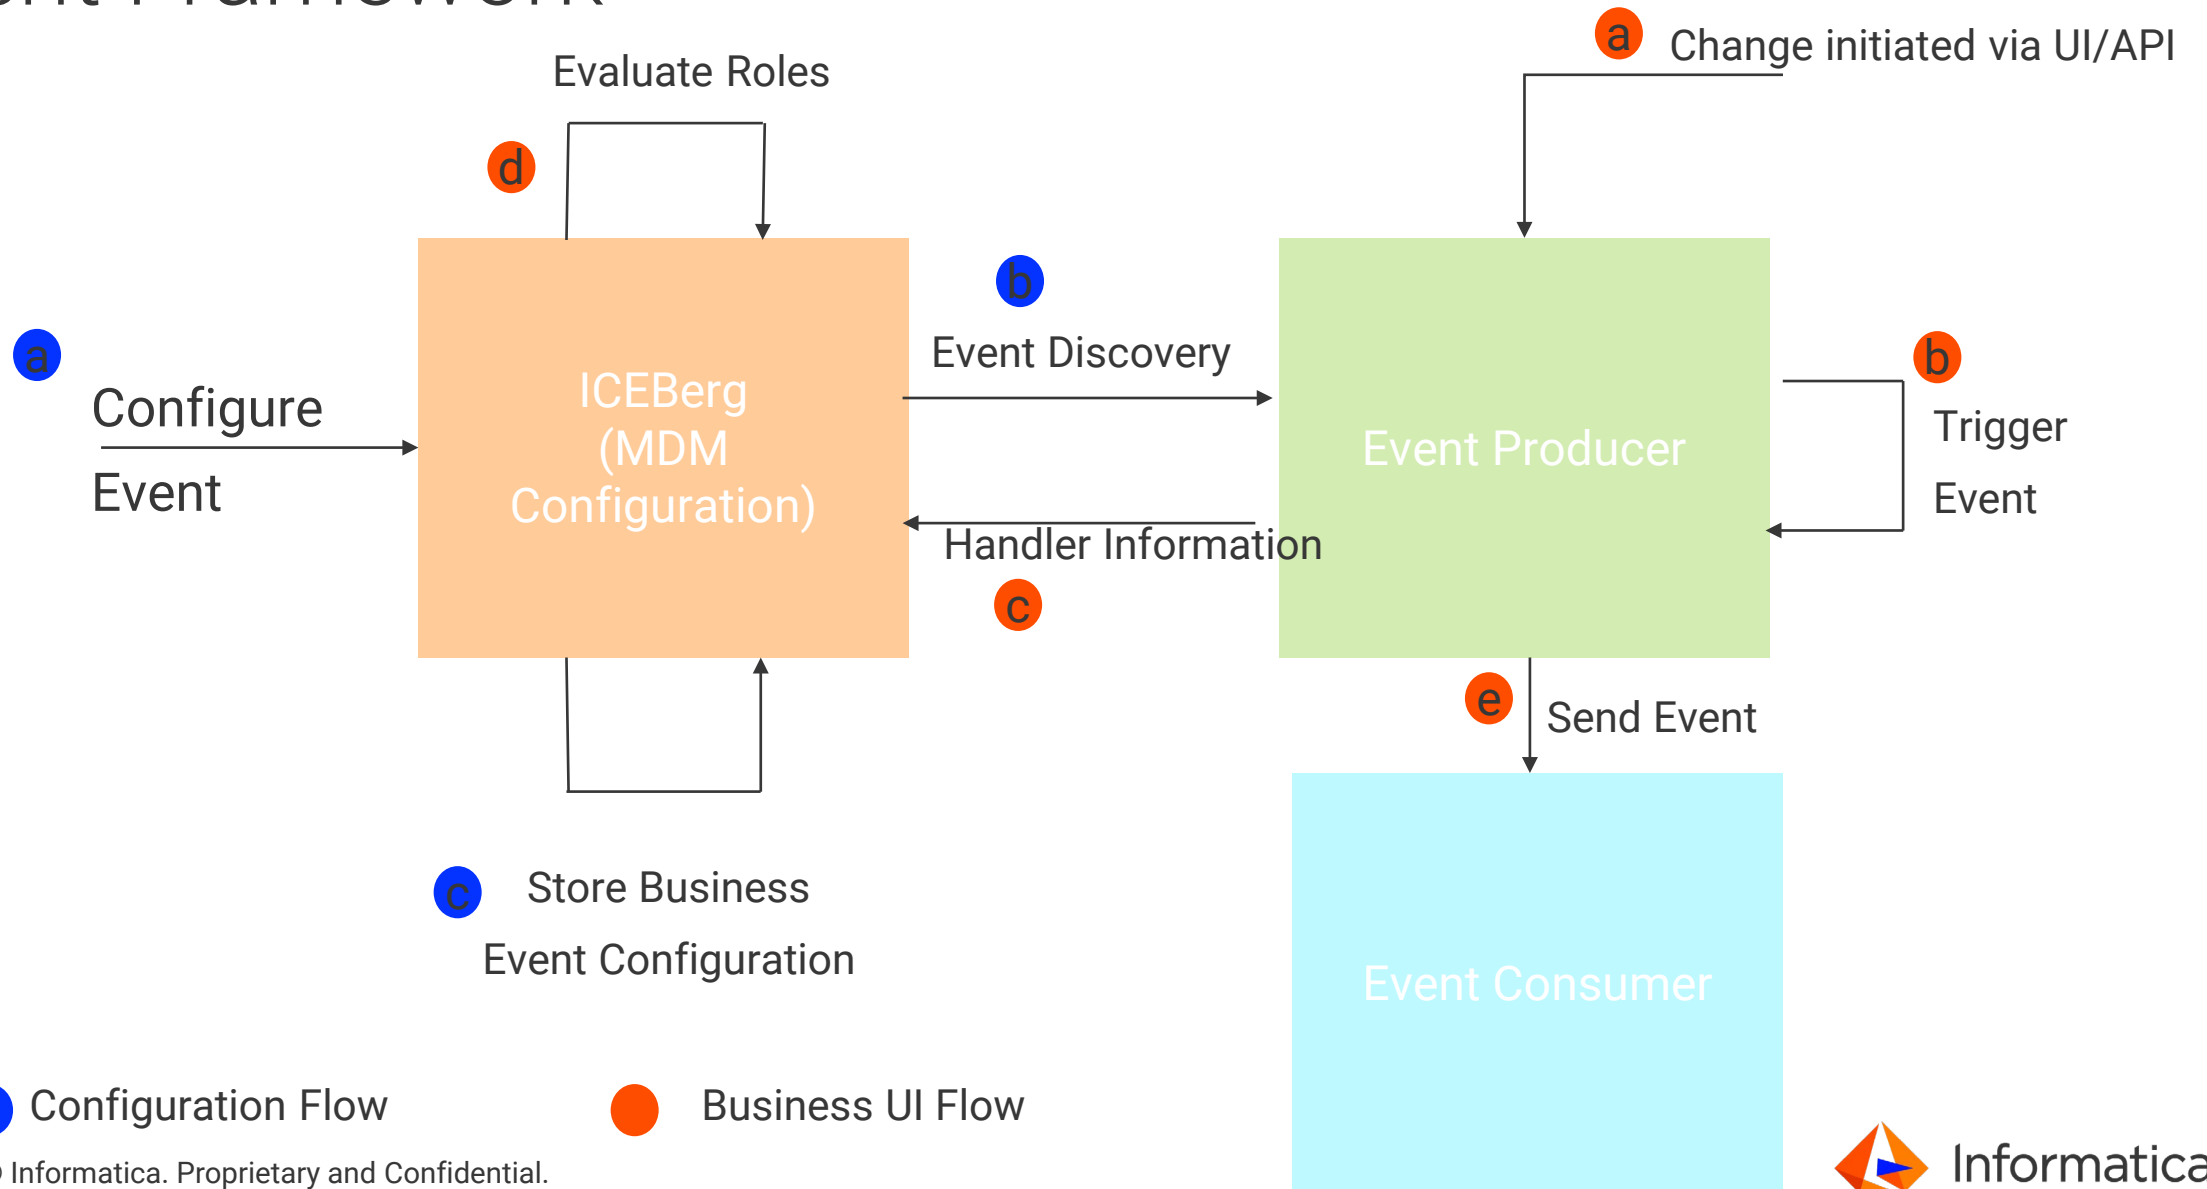 Framework
a
Change initiated via UI/API
Evaluate Roles
d
b
Event Discovery
a
Configure
Event
ICEBerg
(MDM
Configuration)
Event Producer
b
Trigger
Event
Handler Information
c
e
Send Event
c
Store Business
Event Configuration
Event Consumer
Configuration Flow
Business UI Flow
Informatica. Proprietary and Confidential.
Informatica